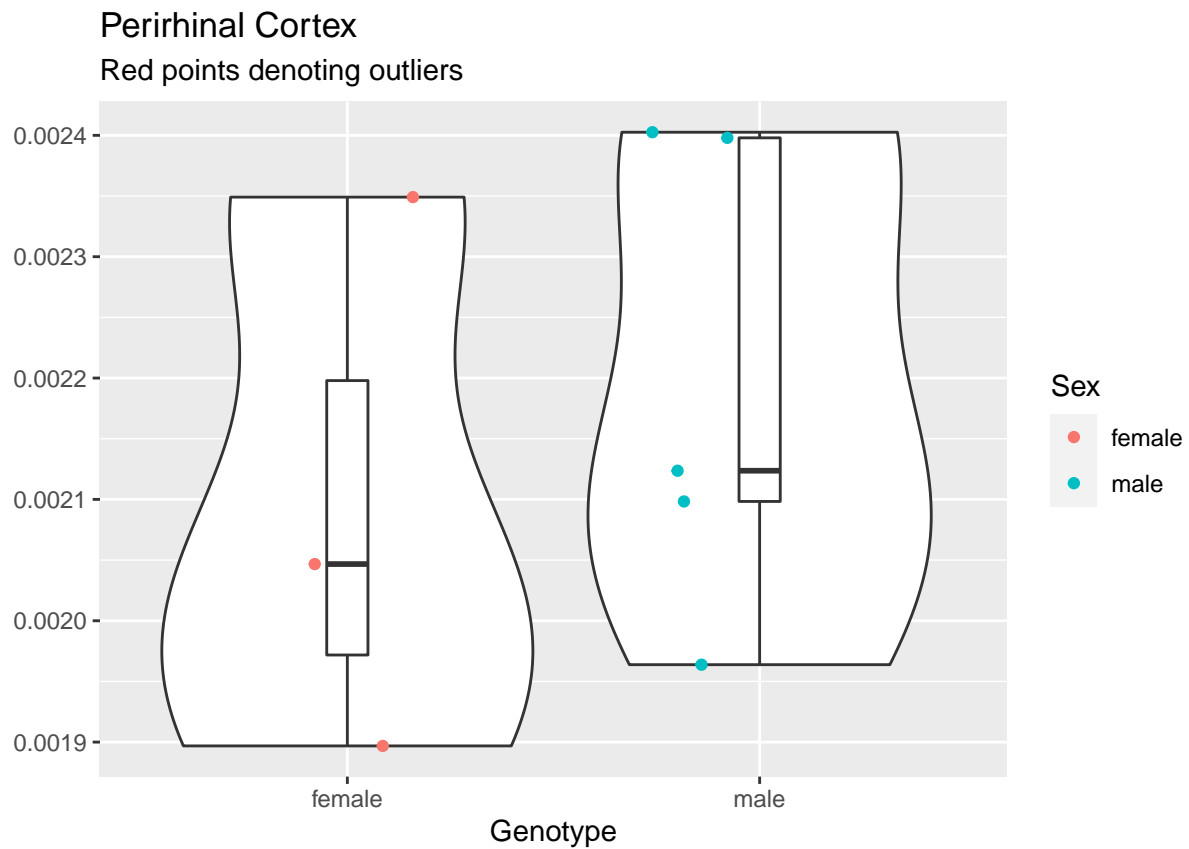 Perirhinal Cortex
Red points denoting outliers
0.0024
0.0023
0.0022
0.0021
0.0020
0.0019
female
male
Genotype
Sex
female
male